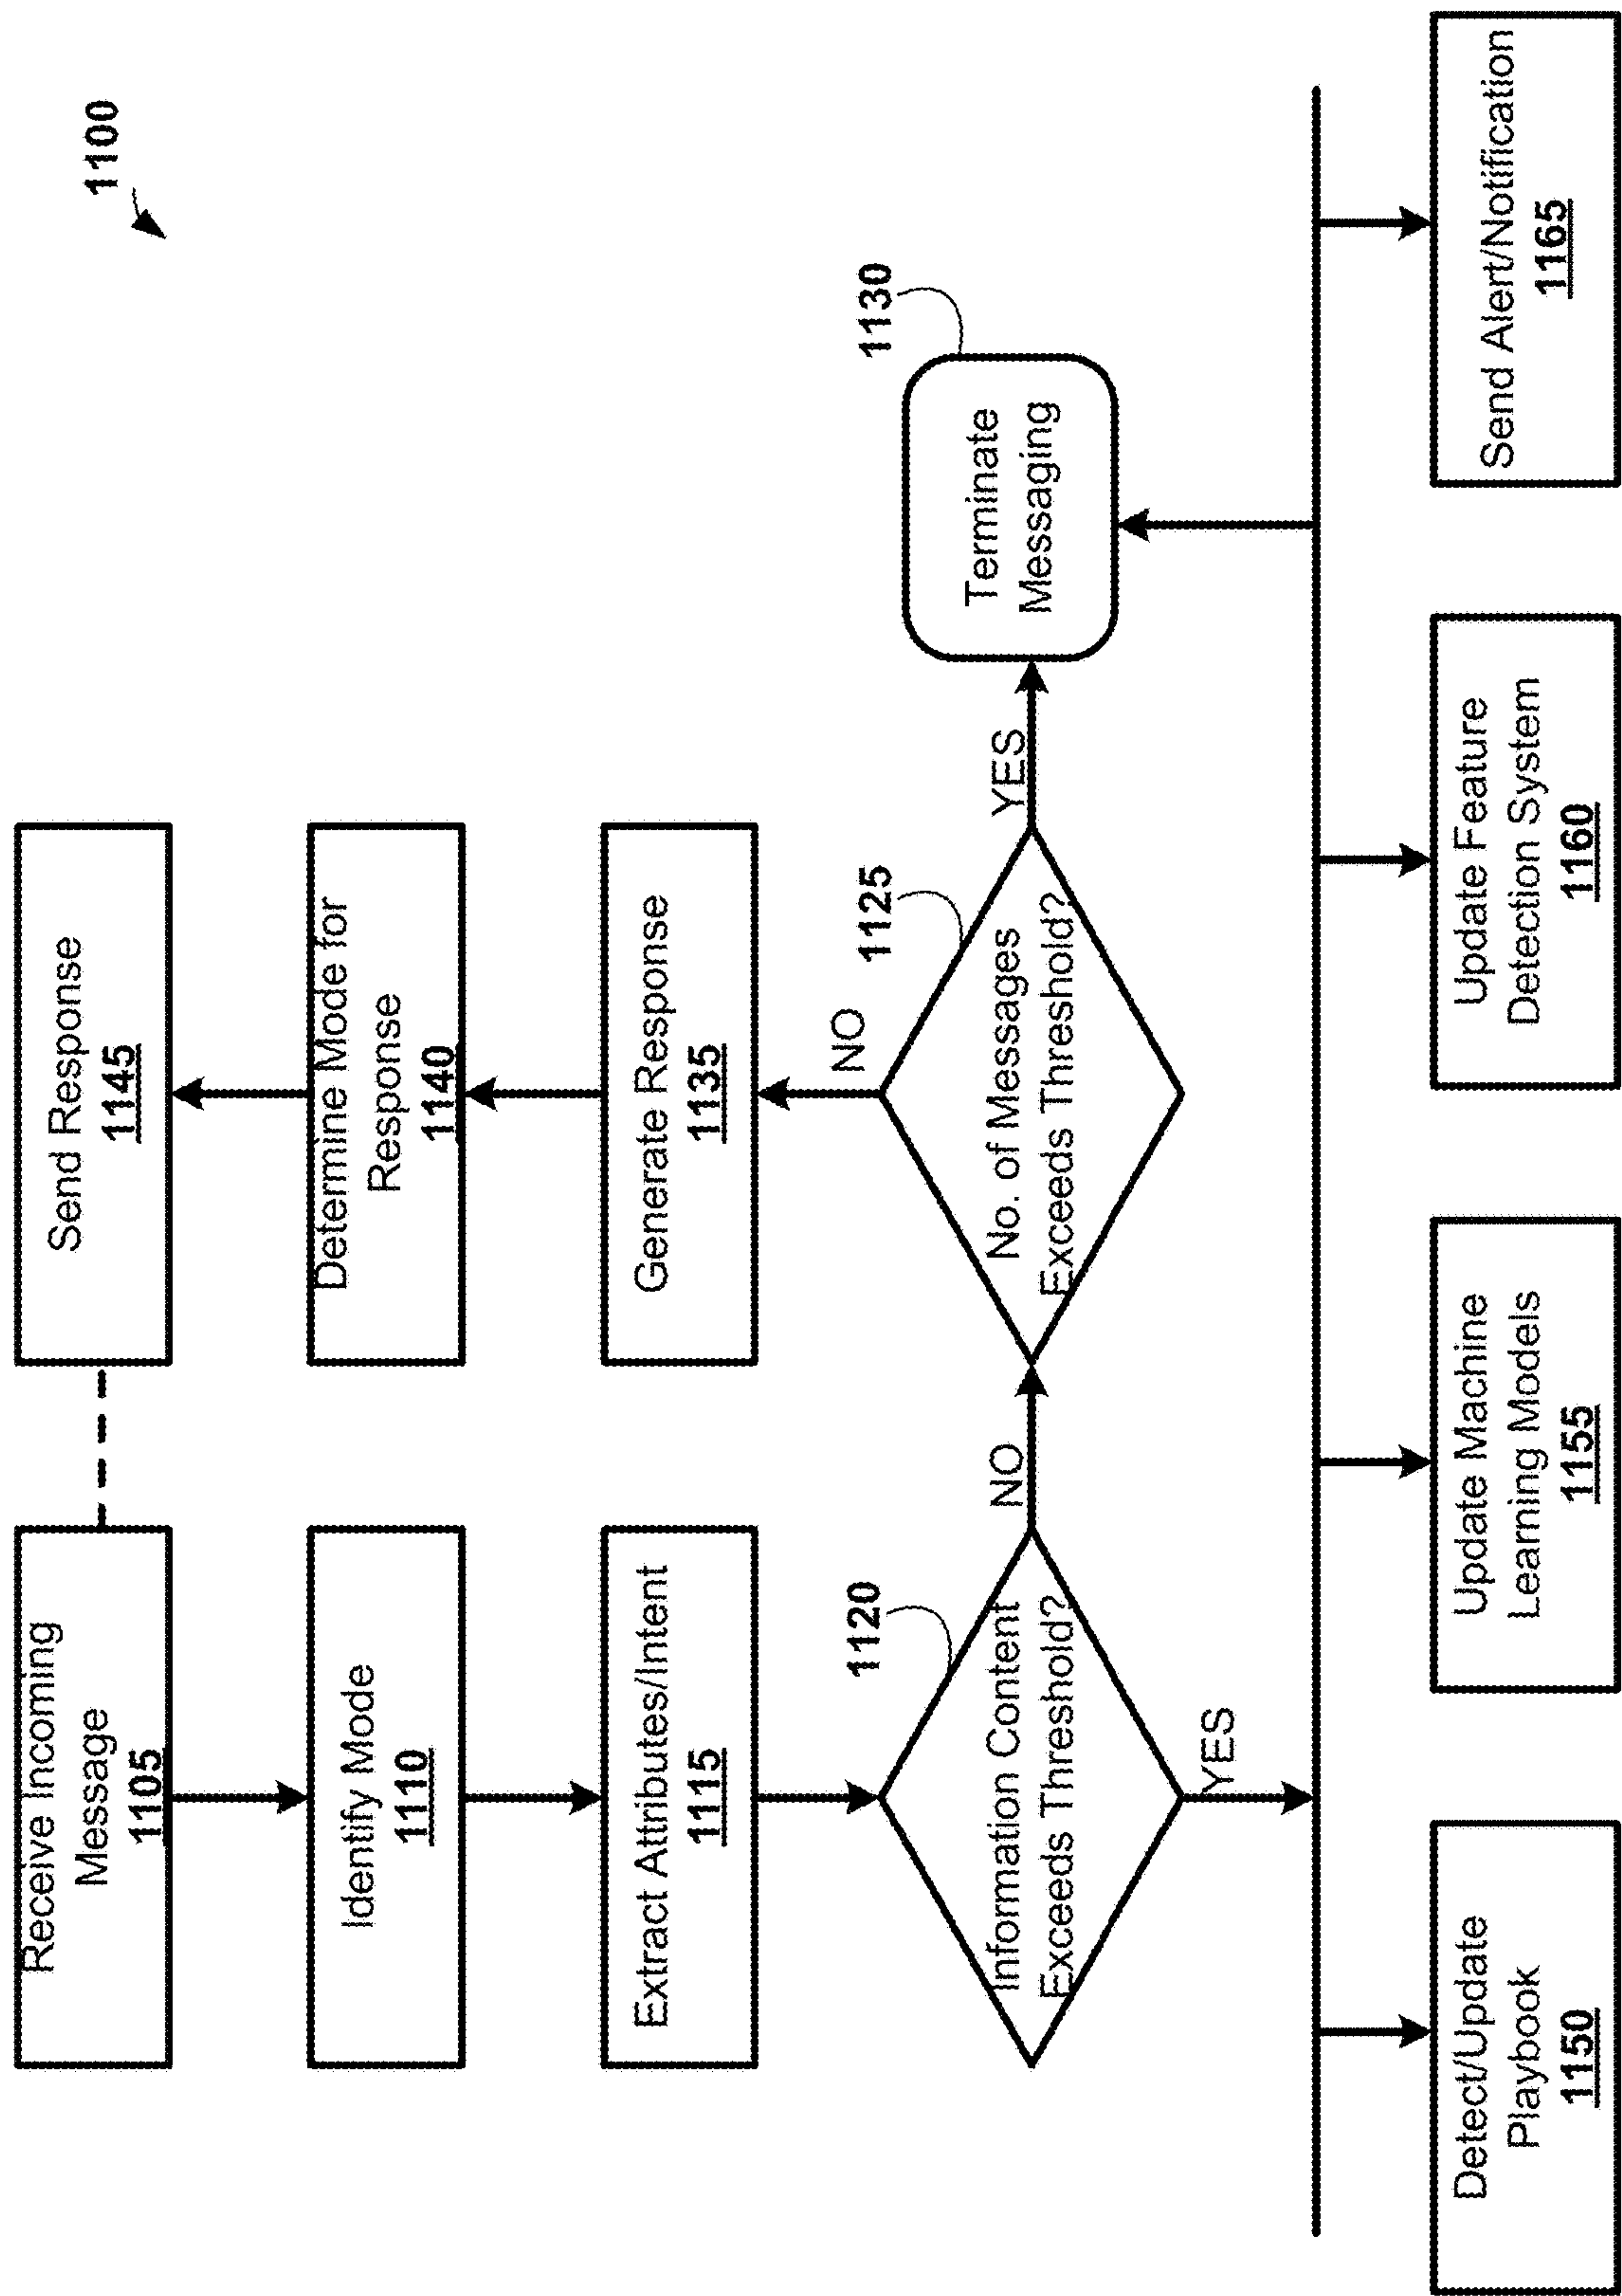 1100
Receive Incoming
Message
1105
Send Response
1145
Identify Mode
1110
Determine Mode for
Response
1140
Extract Attributes/Intent
1115
Generate Response
1135
1120
Information Content
Exceeds Threshold?
NO
YES
1125
No. of Messages
Exceeds Threshold?
NO
YES
1130
Terminate
Messaging
Detect/Update
Playbook
1150
Update Machine
Learning Models
1155
Update Feature
Detection System
1160
Send Alert/Notification
1165